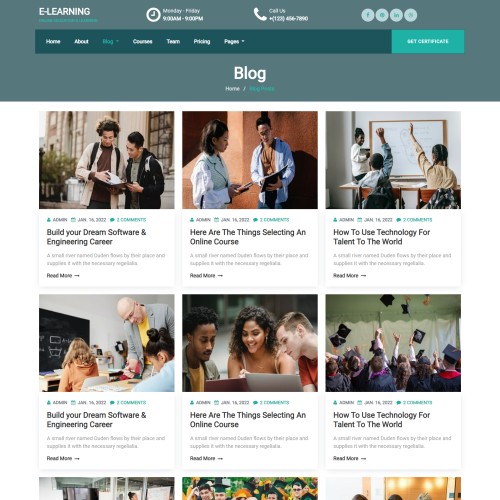 E-LEARNING
ONLINE EDUCATION & LEARNING
Monday - Friday
9:00AM - 9:00PM
Call Us
+(123) 456-7890
Home
About
Blog
Courses
Team
Pricing
Pages
GET CERTIFICATE
Blog
Home / Blog Posts
ADMIN JAN. 16, 2022 2 COMMENTS
Build your Dream Software &
Engineering Career
A small river named Duden flows by their place and
supplies it with the necessary regelialia.
Read More
ADMIN JAN. 16, 2022 2 COMMENTS
Here Are The Things Selecting An
Online Course
A small river named Duden flows by their place and
supplies it with the necessary regelialia.
Read More
ADMIN JAN. 16, 2022 2 COMMENTS
How To Use Technology For
Talent To The World
A small river named Duden flows by their place and
supplies it with the necessary regelialia.
Read More
ADMIN JAN. 16, 2022 2 COMMENTS
Build your Dream Software &
Engineering Career
A small river named Duden flows by their place and
supplies it with the necessary regelialia.
Read More
ADMIN JAN. 16, 2022 2 COMMENTS
Here Are The Things Selecting An
Online Course
A small river named Duden flows by their place and
supplies it with the necessary regelialia.
Read More
ADMIN JAN. 16, 2022 2 COMMENTS
How To Use Technology For
Talent To The World
A small river named Duden flows by their place and
supplies it with the necessary regelialia.
Read More